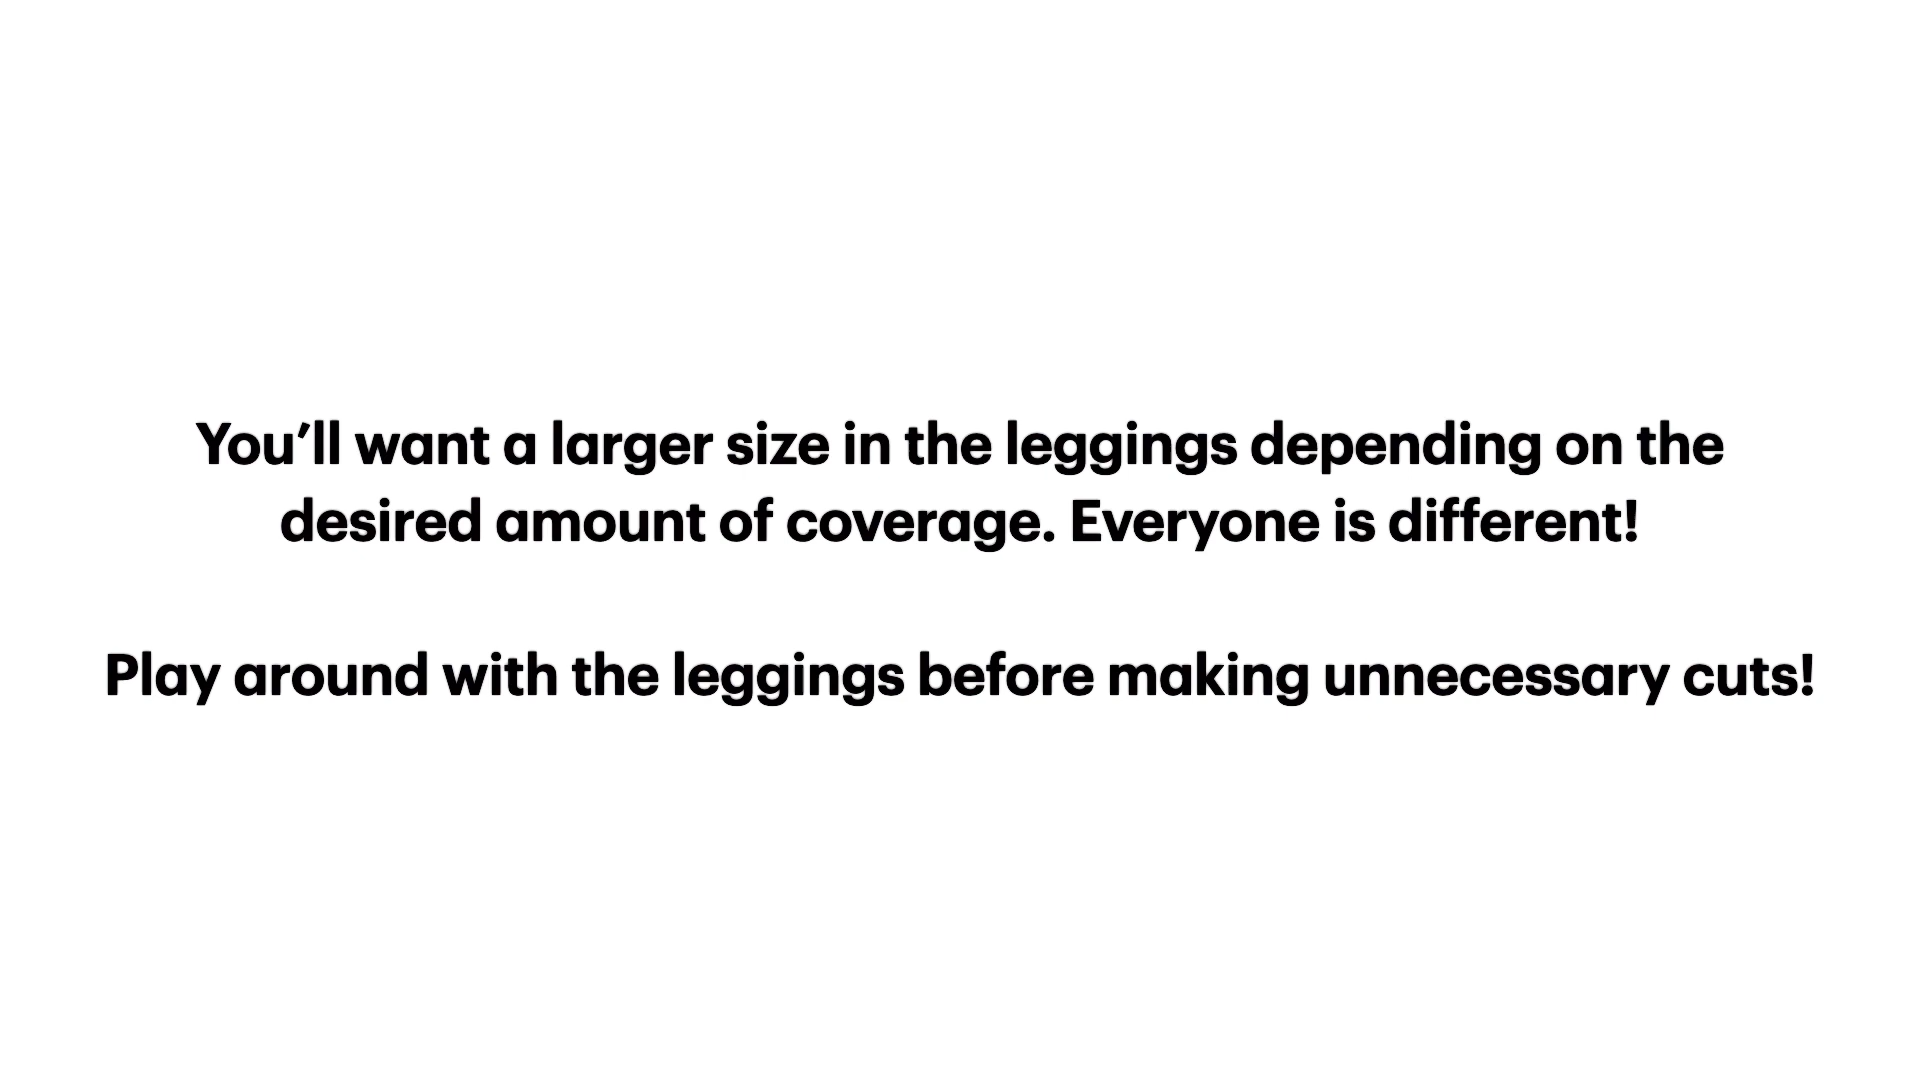 You’ll want a larger size in the leggings depending on the
desired amount of coverage. Everyone is different!
Play around with the leggings before making unnecessary cuts!